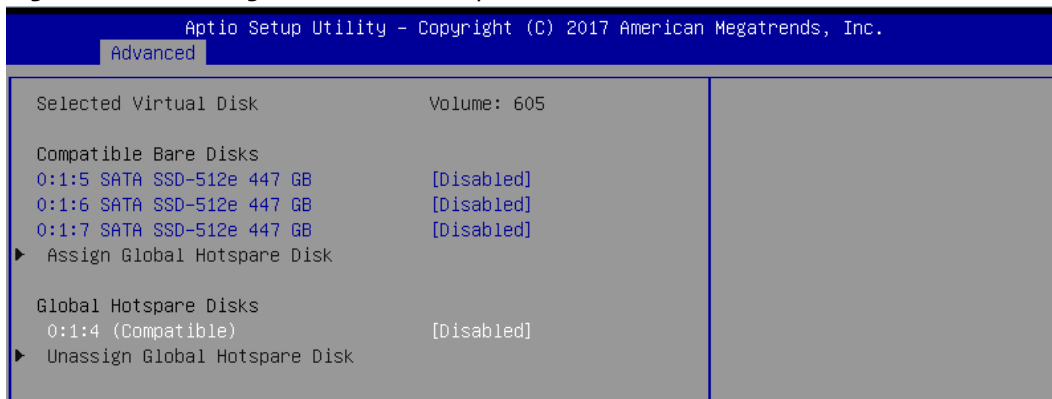 Aptio Setup Utility – Copyright (C) 2017 American Megatrends, Inc.
Advanced
Selected Virtual Disk Volume: 605
Compatible Bare Disks
0:1:5 SATA SSD-512e 447 GB [Disabled]
0:1:6 SATA SSD-512e 447 GB [Disabled]
0:1:7 SATA SSD-512e 447 GB [Disabled]
▶ Assign Global Hotspare Disk
Global Hotspare Disks
0:1:4 (Compatible) [Disabled]
▶ Unassign Global Hotspare Disk